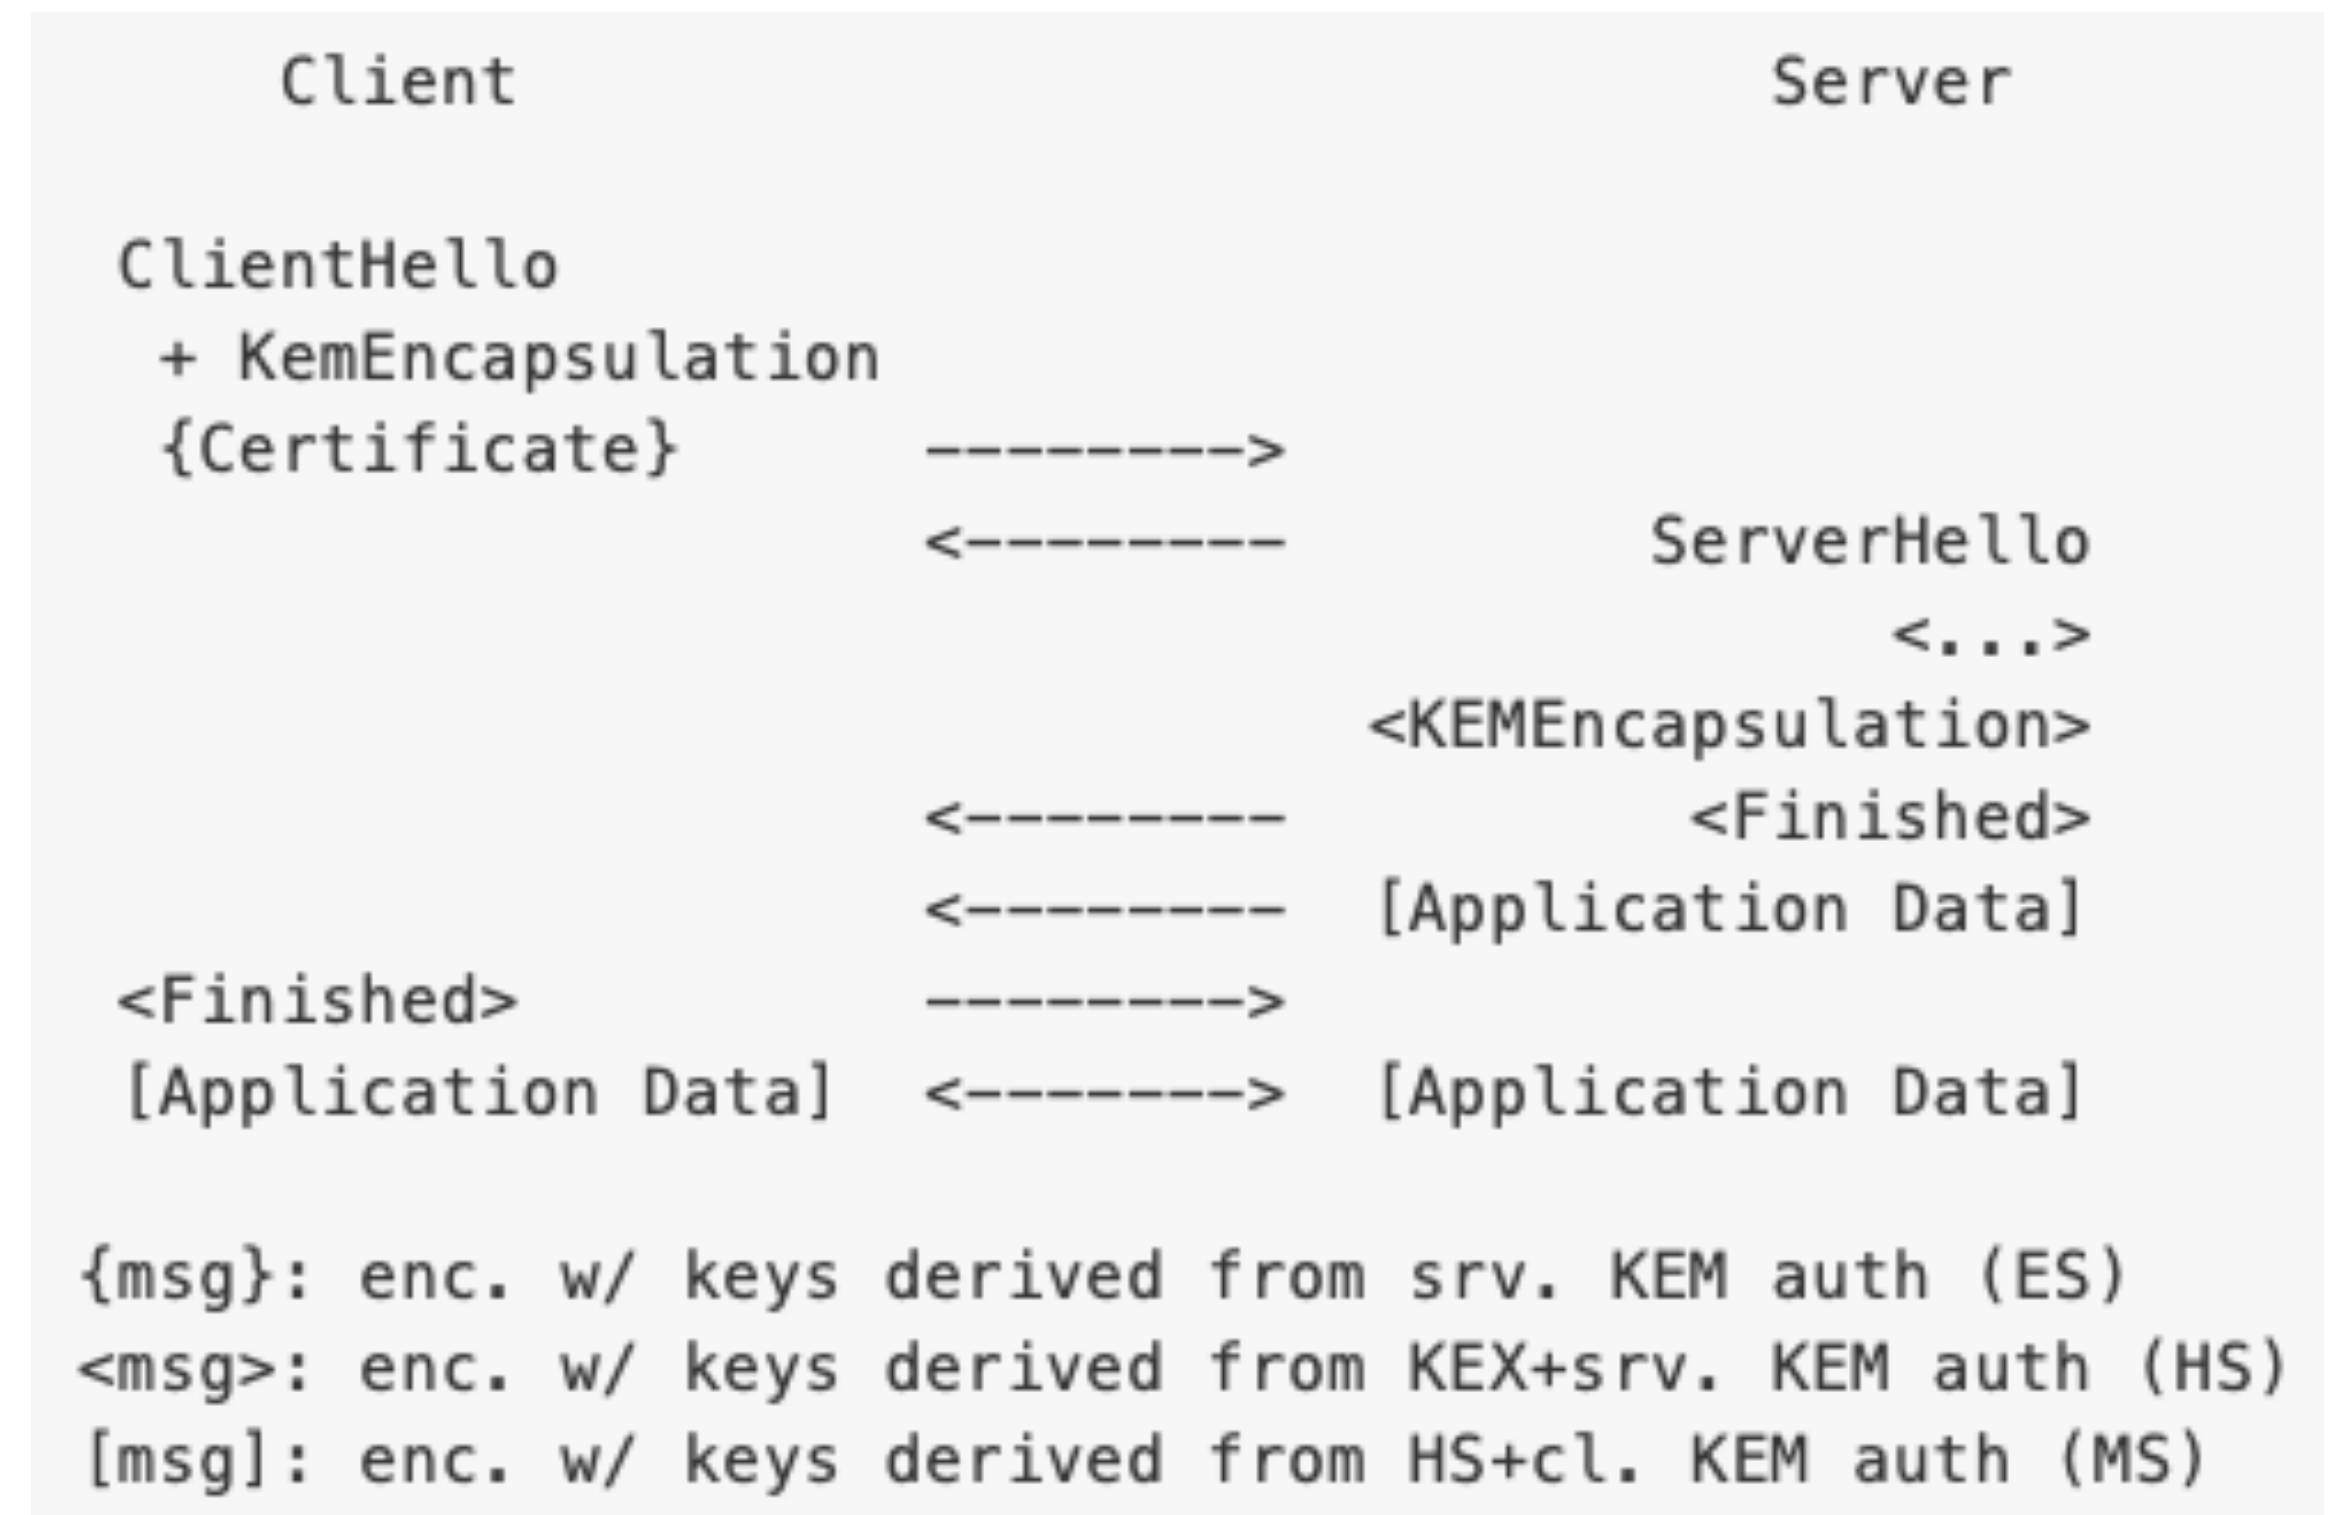 Client Server
ClientHello
+ KemEncapsulation
{Certificate} -------->
<-------- ServerHello
<...>
<KEMEncapsulation>
<-------- <Finished>
<-------- [Application Data]
<Finished> -------->
[Application Data] <-------> [Application Data]
{msg}: enc. w/ keys derived from srv. KEM auth (ES)
<msg>: enc. w/ keys derived from KEX+srv. KEM auth (HS)
[msg]: enc. w/ keys derived from HS+cl. KEM auth (MS)